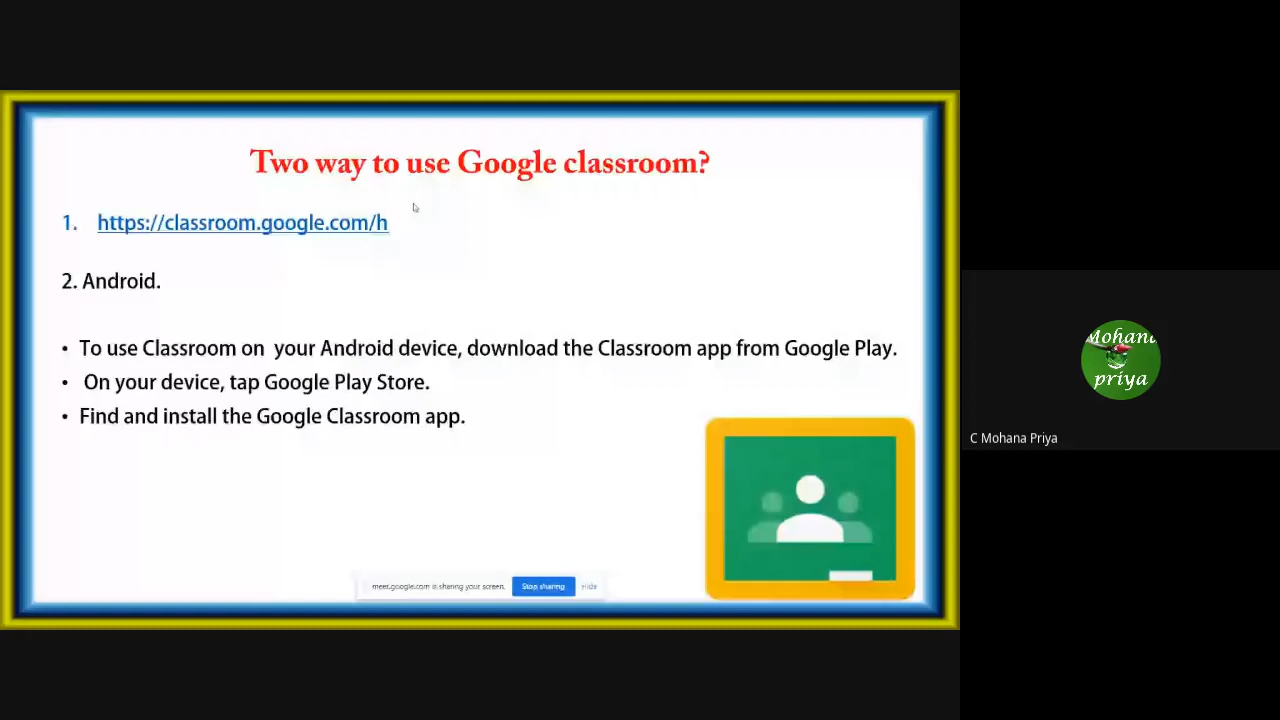 Two way to use Google classroom?
1. https://classroom.google.com/h
2. Android.
• To use Classroom on your Android device, download the Classroom app from Google Play.
• On your device, tap Google Play Store.
• Find and install the Google Classroom app.
meet.google.com is sharing your screen. Stop sharing Hide
Mohana
priya
C Mohana Priya